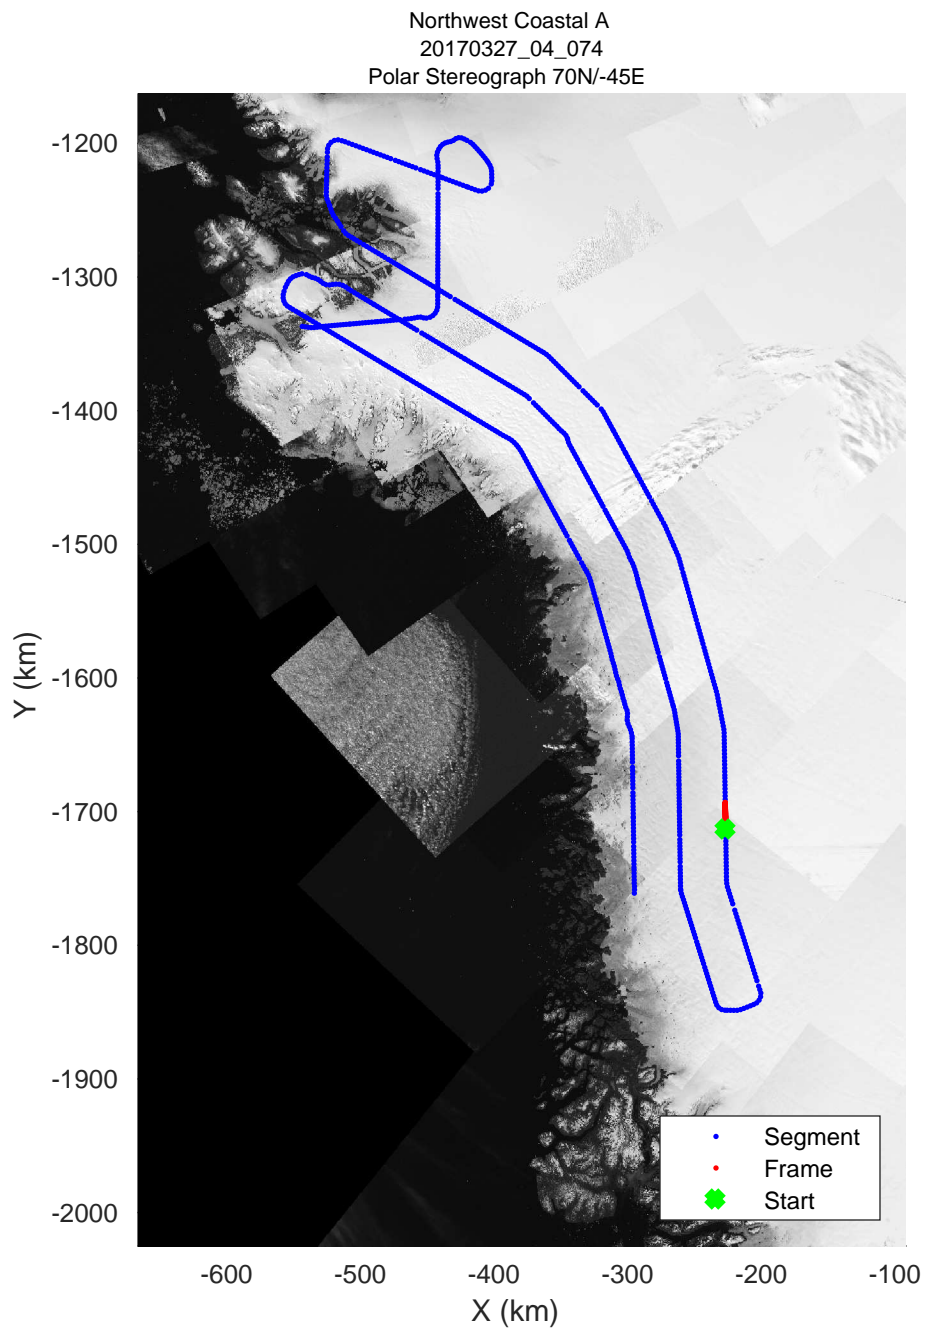 Northwest Coastal A
20170327_04_074
Polar Stereograph 70N/-45E
-1200
-1300
-1400
-1500
-1600
-1700
-1800
-1900
-2000
Y (km)
Segment
Frame
Start
-600 -500 -400 -300 -200 -100
X (km)